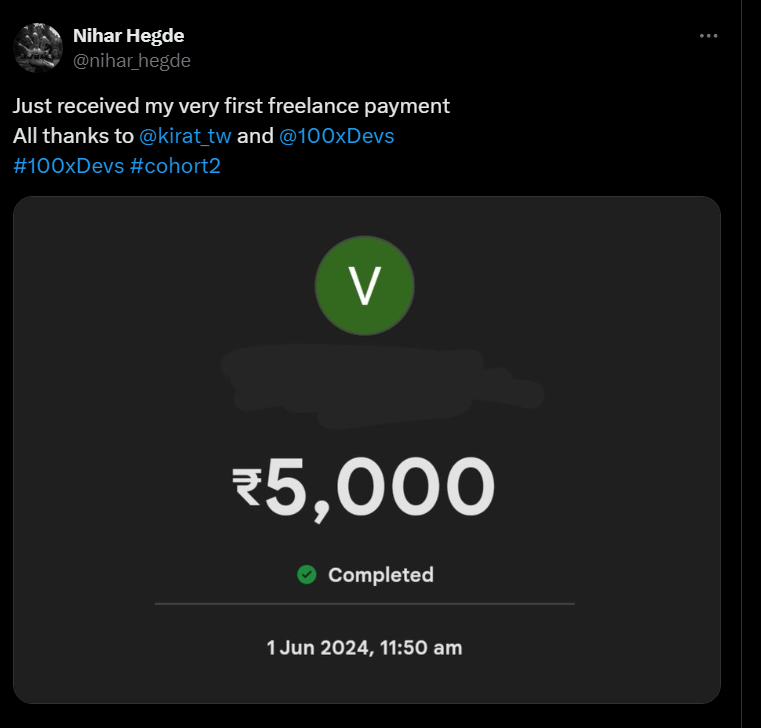 Nihar Hegde
@nihar_hegde
Just received my very first freelance payment
All thanks to @kirat_tw and @100xDevs
#100xDevs #cohort2
V
₹5,000
Completed
1 Jun 2024, 11:50 am